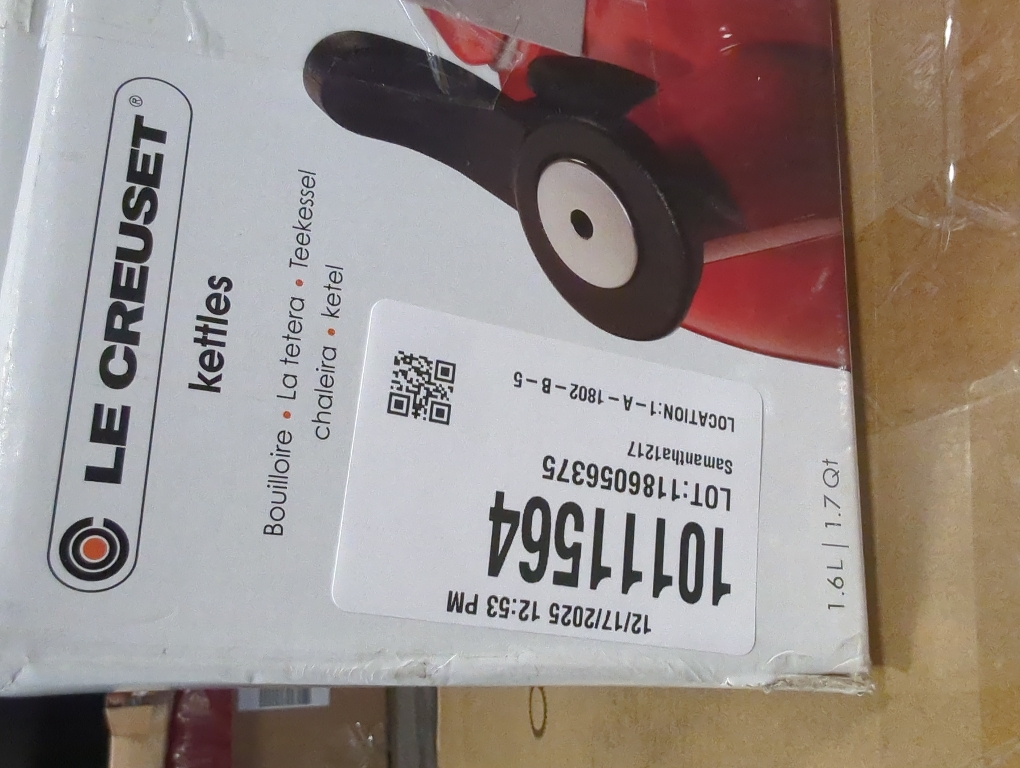 LE CREUSET®
kettles
Bouilloire • La tetera • Teekessel
chaleira • ketel
1.6L | 1.7 Qt
12/17/2025 12:53 PM
10111564
LOT:1186056375
Samantha1217
LOCATION:1-A-1802-B-5